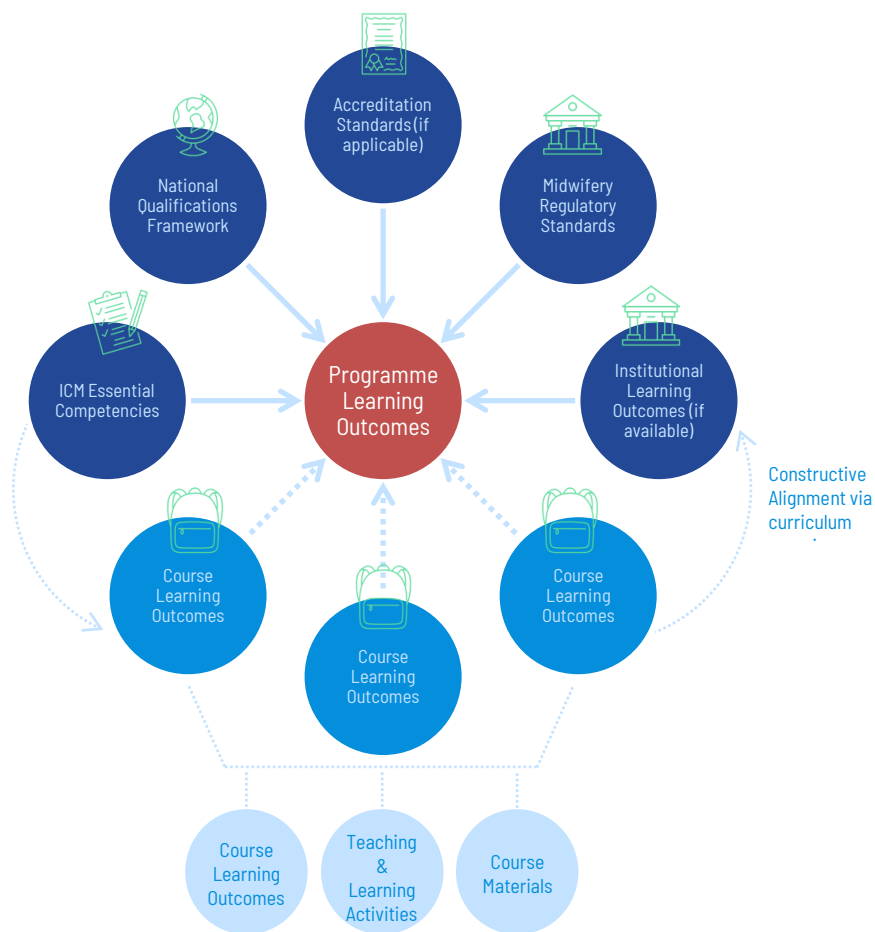 Accreditation
Standards (if
applicable)
National
Qualifications
Framework
Midwifery
Regulatory
Standards
ICM Essential
Competencies
Programme
Learning
Outcomes
Institutional
Learning
Outcomes (if
available)
Constructive
Alignment via
curriculum
Course
Learning
Outcomes
Course
Learning
Outcomes
Course
Learning
Outcomes
Course
Learning
Outcomes
Teaching
&
Learning
Activities
Course
Materials